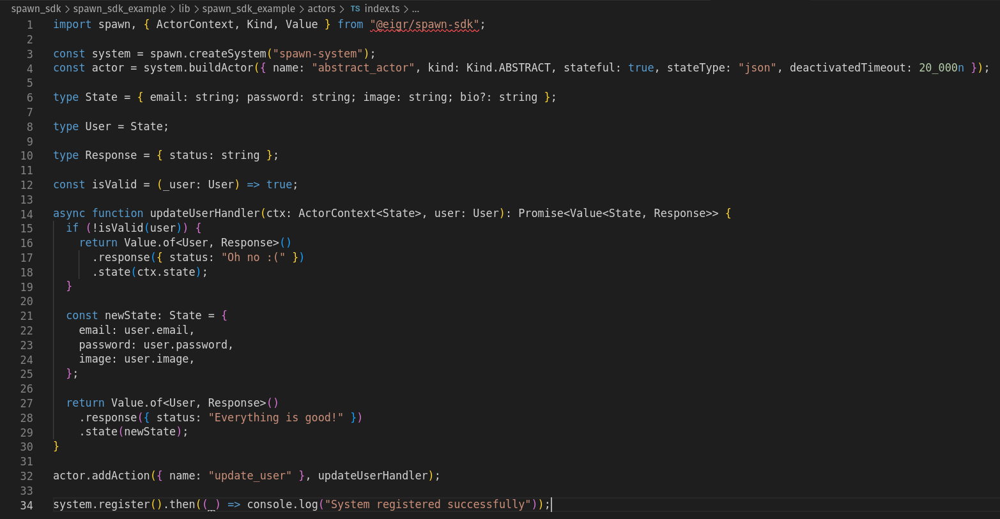 spawn_sdk > spawn_sdk_example > lib > spawn_sdk_example > actors > TS index.ts > ...
1 import spawn, { ActorContext, Kind, Value } from "@eigr/spawn-sdk";
2
3 const system = spawn.createSystem("spawn-system");
4 const actor = system.buildActor({ name: "abstract_actor", kind: Kind.ABSTRACT, stateful: true, stateType: "json", deactivatedTimeout: 20_000n });
5
6 type State = { email: string; password: string; image: string; bio?: string };
7
8 type User = State;
9
10 type Response = { status: string };
11
12 const isValid = (_user: User) => true;
13
14 async function updateUserHandler(ctx: ActorContext<State>, user: User): Promise<Value<State, Response>> {
15   if (!isValid(user)) {
16     return Value.of<User, Response>()
17       .response({ status: "Oh no :(" })
18       .state(ctx.state);
19   }
20
21   const newState: State = {
22     email: user.email,
23     password: user.password,
24     image: user.image,
25   };
26
27   return Value.of<User, Response>()
28     .response({ status: "Everything is good!" })
29     .state(newState);
30 }
31
32 actor.addAction({ name: "update_user" }, updateUserHandler);
33
34 system.register().then((_) => console.log("System registered successfully"));